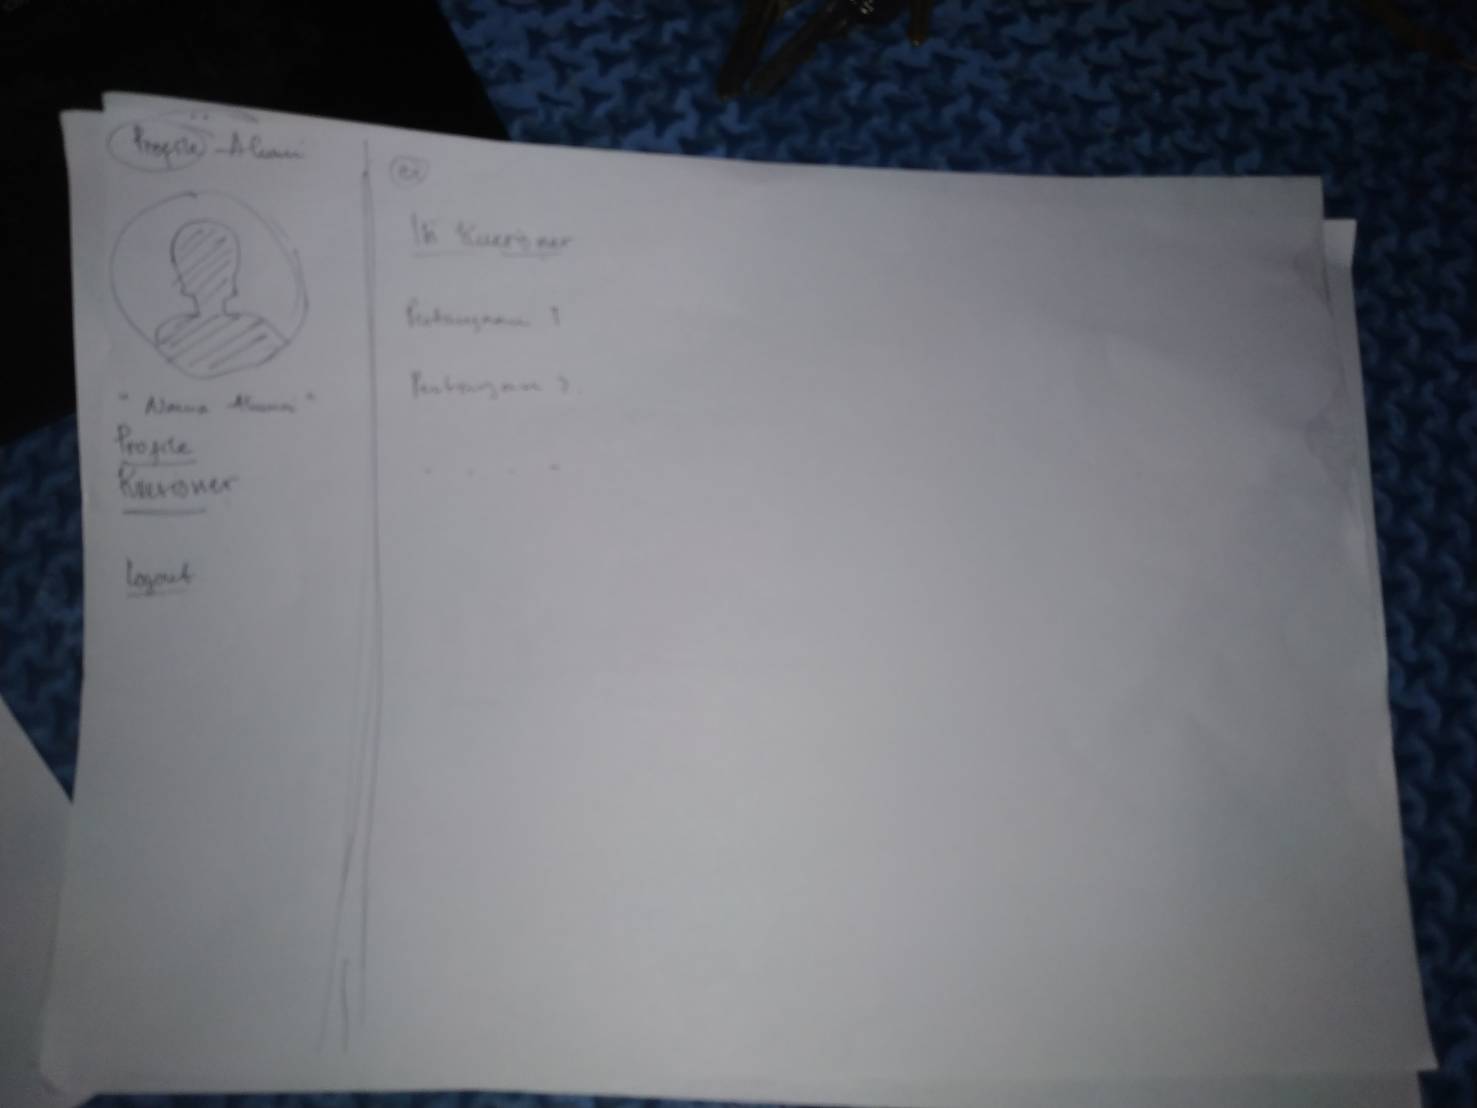 Profile Alumni
"Nama Alumni"
Profile
Kuesioner
Logout
Isi Kuesioner
Pertanyaan 1
Pertanyaan 2.
. . . .